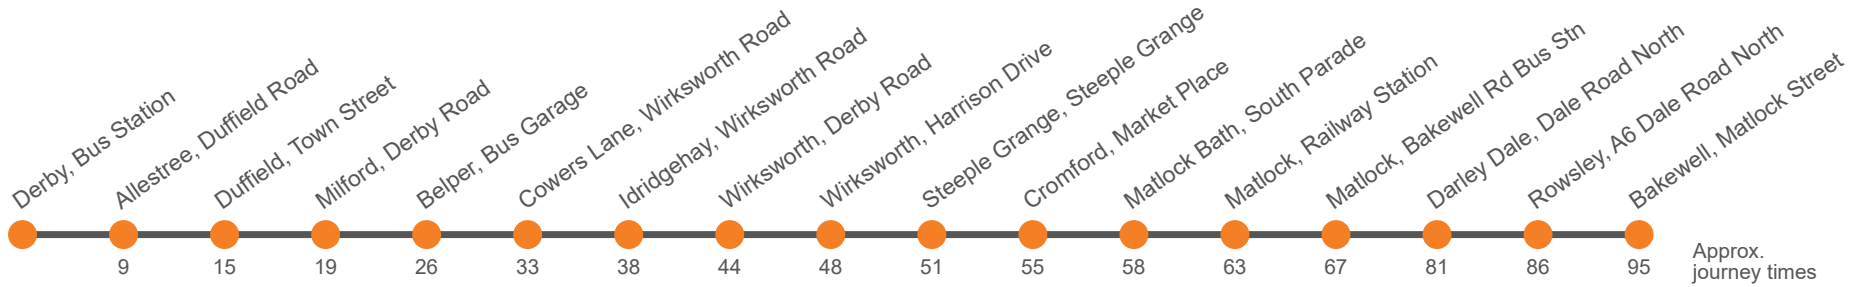 Derby, Bus Station
Allestree, Duffield Road
Duffield, Town Street
Milford, Derby Road
Belper, Bus Garage
Cowers Lane, Wirksworth Road
Idridgehay, Wirksworth Road
Wirksworth, Derby Road
Wirksworth, Harrison Drive
Steeple Grange, Steeple Grange
Cromford, Market Place
Matlock Bath, South Parade
Matlock, Railway Station
Matlock, Bakewell Rd Bus Stn
Darley Dale, Dale Road North
Rowsley, A6 Dale Road North
Bakewell, Matlock Street
9 15 19 26 33 38 44 48 51 55 58 63 67 81 86 95
Approx.
journey times